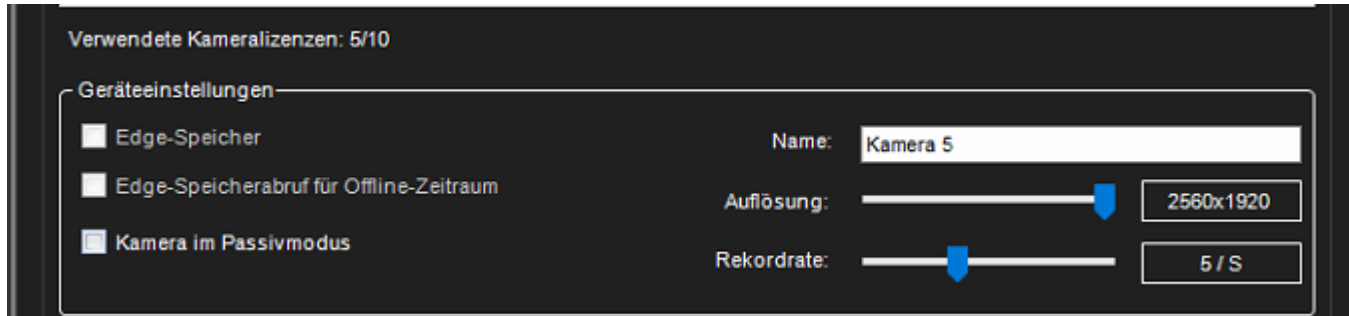 Verwendete Kameralizenzen: 5/10
Geräteeinstellungen
Edge-Speicher
Edge-Speicherabruf für Offline-Zeitraum
Kamera im Passivmodus
Name: Kamera 5
Auflösung: 2560x1920
Rekordrate: 5 / S